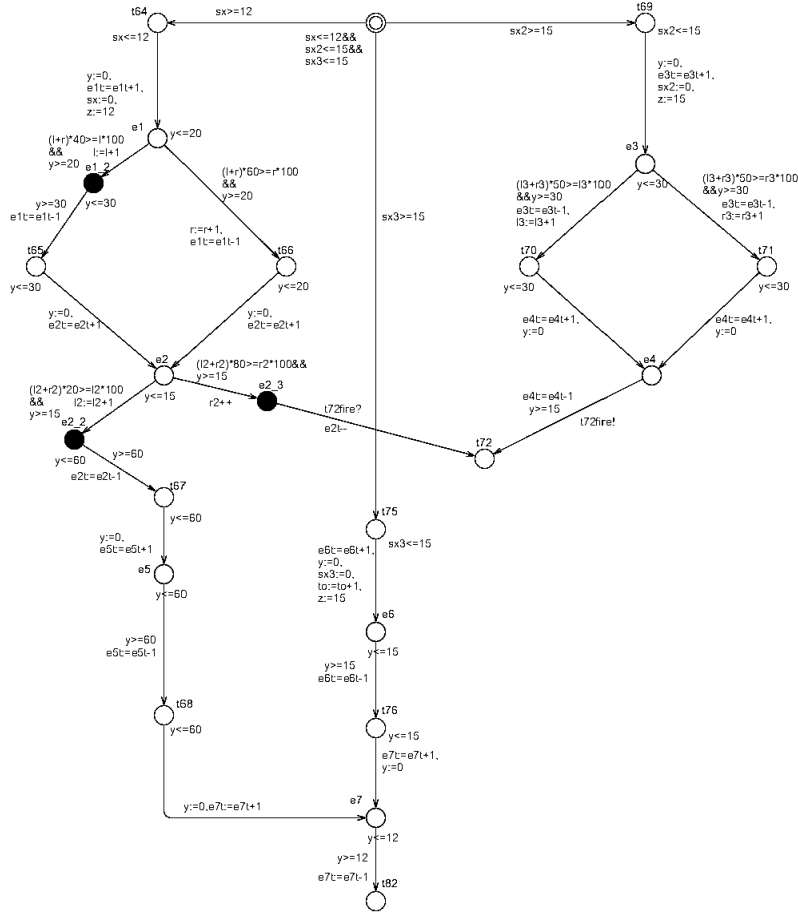 t64
sx>=12
t69
sx<=12
sx<=12&&
sx2<=15&&
sx3<=15
sx2>=15
sx2<=15
y:=0,
e1t:=e1t+1,
sx:=0,
z:=12
y:=0,
e3t:=e3t+1,
sx2:=0,
z:=15
e1
y<=20
(l+r)*40>=l*100
&& l:=l+1
y>=20
e1_2
y<=30
(l+r)*60>=r*100
&&
y>=20
e3
y<=30
(l3+r3)*50>=l3*100
&&y>=30
e3t:=e3t-1,
l3:=l3+1
(l3+r3)*50>=r3*100
&&y>=30
e3t:=e3t-1,
r3:=r3+1
y>=30
e1t:=e1t-1
r:=r+1,
e1t:=e1t-1
sx3>=15
t65
y<=30
t66
y<=20
t70
y<=30
t71
y<=30
y:=0,
e2t:=e2t+1
y:=0,
e2t:=e2t+1
e4t:=e4t+1,
y:=0
e4t:=e4t+1,
y:=0
e2
y<=15
(l2+r2)*80>=r2*100&&
y>=15
r2++
e2_3
e4
(l2+r2)*20>=l2*100
&& l2:=l2+1
y>=15
e2_2
y<=60
t72fire?
e2t--
e4t:=e4t-1
y>=15
t72fire!
t72
y>=60
e2t:=e2t-1
t67
y<=60
t75
sx3<=15
y:=0,
e5t:=e5t+1
e6t:=e6t+1,
y:=0,
sx3:=0,
to:=to+1,
z:=15
e5
y<=60
e6
y<=15
y>=60
e5t:=e5t-1
y>=15
e6t:=e6t-1
t68
y<=60
t76
y<=15
e7t:=e7t+1,
y:=0
y:=0,e7t:=e7t+1
e7
y<=12
y>=12
e7t:=e7t-1
t82